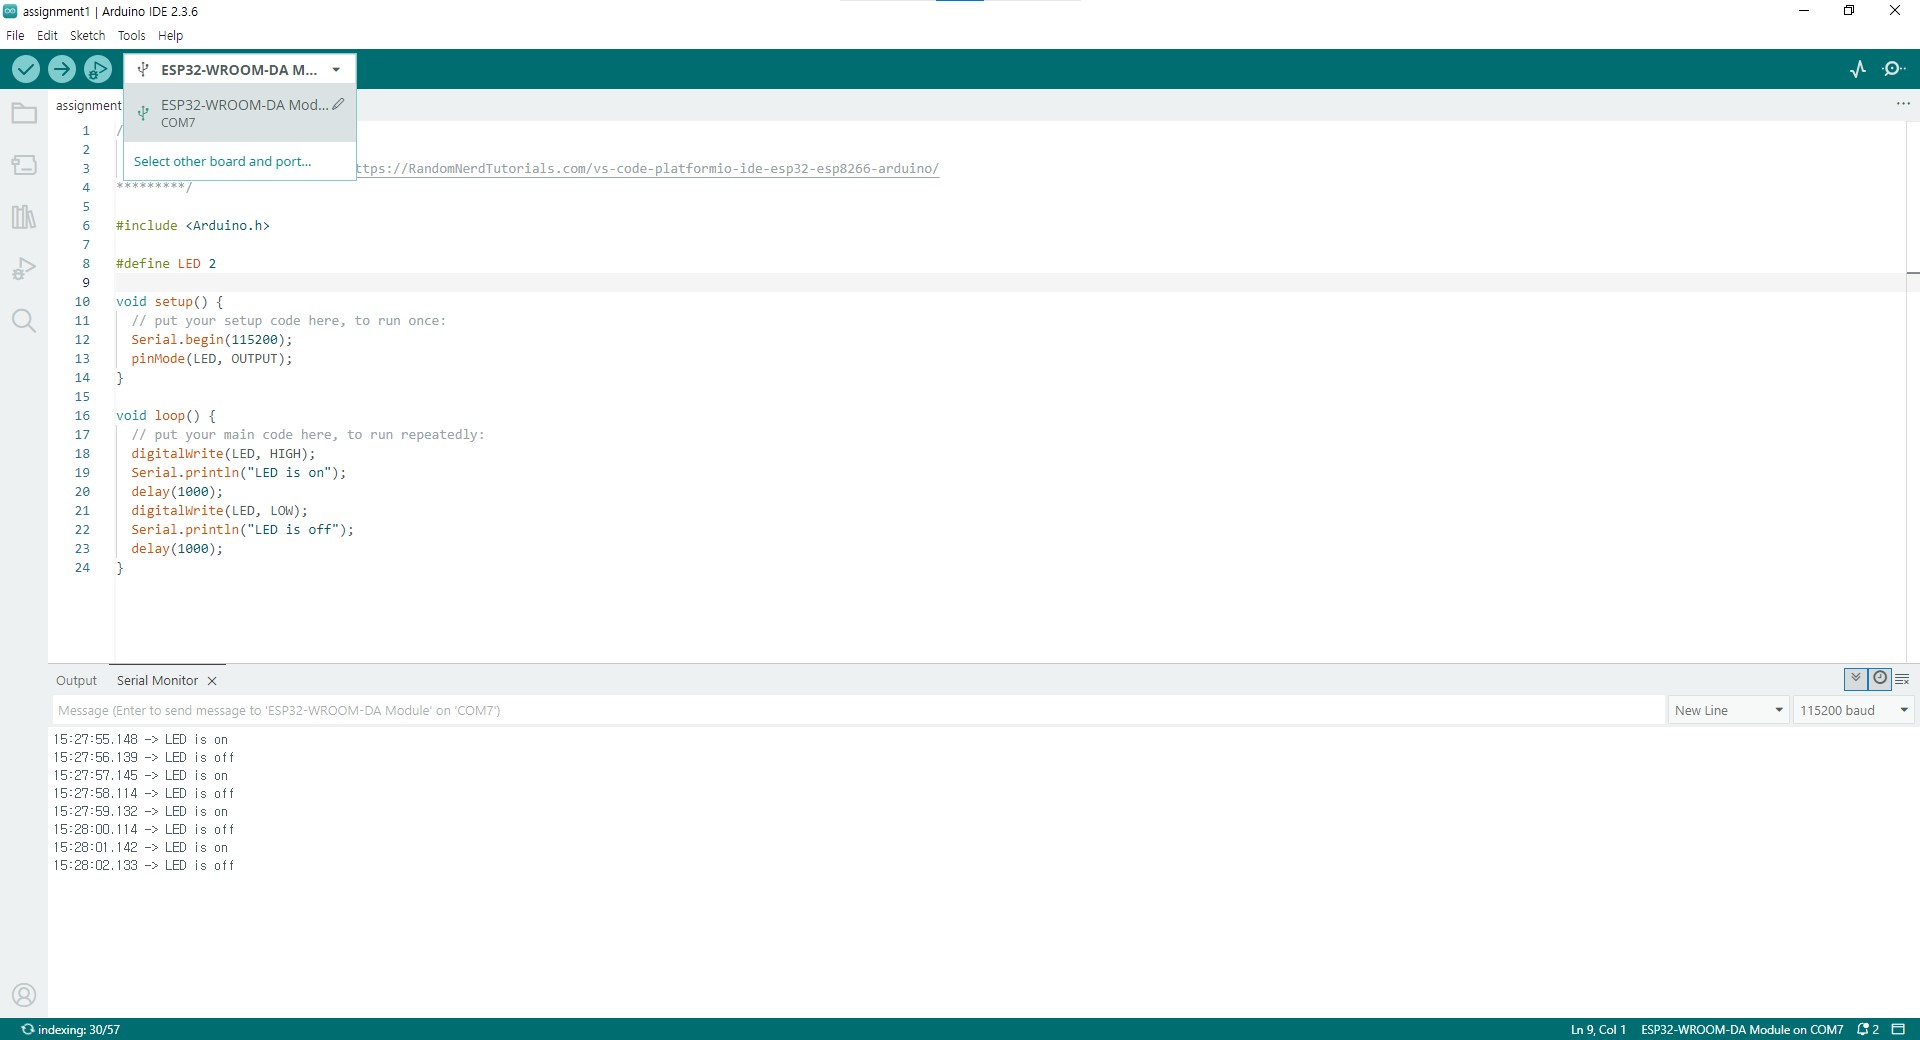 assignment1 | Arduino IDE 2.3.6
File Edit Sketch Tools Help
ESP32-WROOM-DA M...
assignment
ESP32-WROOM-DA Mod...
COM7
Select other board and port...
1 /
2
3 ttps://RandomNerdTutorials.com/vs-code-platformio-ide-esp32-esp8266-arduino/
4 *********/
5
6 #include <Arduino.h>
7
8 #define LED 2
9
10 void setup() {
11 // put your setup code here, to run once:
12 Serial.begin(115200);
13 pinMode(LED, OUTPUT);
14 }
15
16 void loop() {
17 // put your main code here, to run repeatedly:
18 digitalWrite(LED, HIGH);
19 Serial.println("LED is on");
20 delay(1000);
21 digitalWrite(LED, LOW);
22 Serial.println("LED is off");
23 delay(1000);
24 }
Output Serial Monitor
Message (Enter to send message to 'ESP32-WROOM-DA Module' on 'COM7') New Line 115200 baud
15:27:55.148 -> LED is on
15:27:56.139 -> LED is off
15:27:57.145 -> LED is on
15:27:58.114 -> LED is off
15:27:59.132 -> LED is on
15:28:00.114 -> LED is off
15:28:01.142 -> LED is on
15:28:02.133 -> LED is off
indexing: 30/57 Ln 9, Col 1 ESP32-WROOM-DA Module on COM7 2